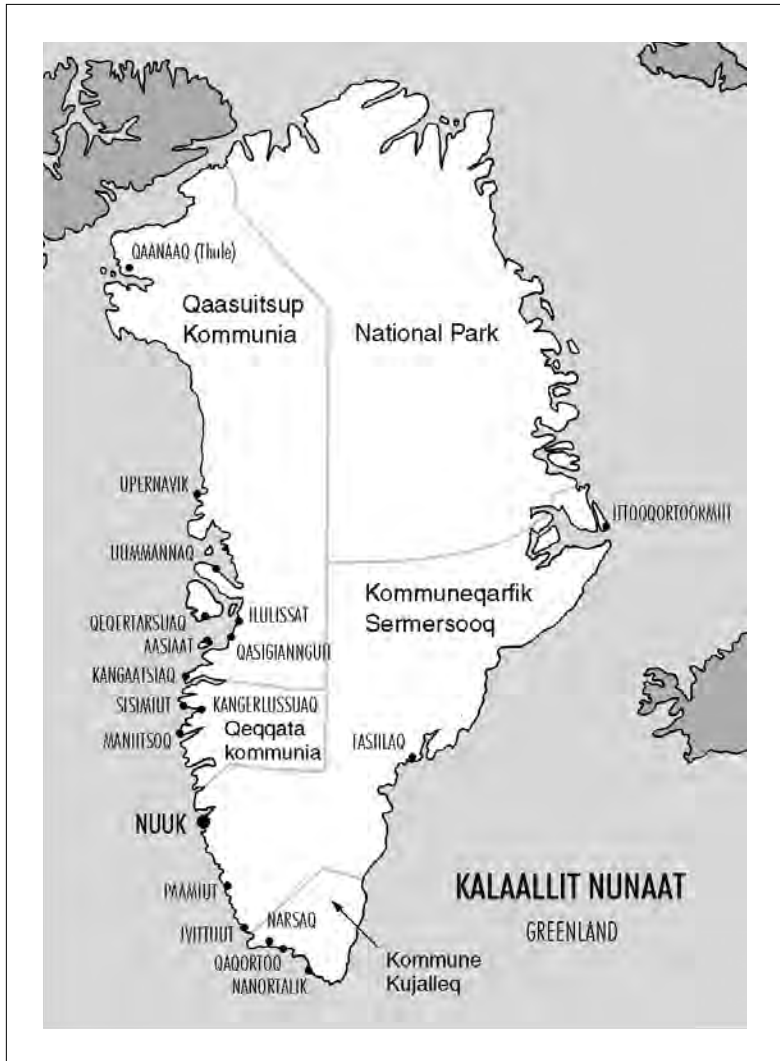 QAANAAQ (Thule)
Qaasuitsup
Kommunia
National Park
UPERNAVIK
ITTOQQORTOORMIIT
UUMMANNAQ
Kommuneqarfik
Sermersooq
QEQERTARSUAQ
ILULISSAT
AASIAAT
QASIGIANNGUIT
KANGAATSIAQ
SISIMIUT
KANGERLUSSUAQ
Qeqqata
kommunia
MANIITSOQ
TASIILAQ
NUUK
PAAMIUT
KALAALLIT NUNAAT
GREENLAND
IVITTUUT
NARSAQ
QAQORTOQ
NANORTALIK
Kommune
Kujalleq